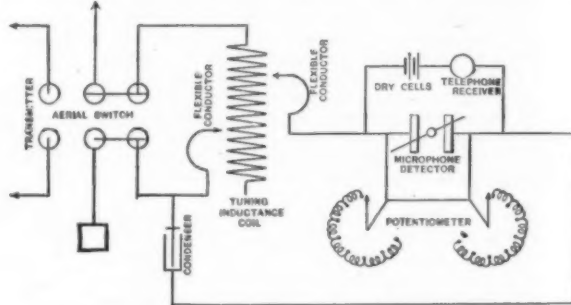 TRANSMITTER
AERIAL SWITCH
FLEXIBLE
CONDUCTOR
FLEXIBLE
CONDUCTOR
DRY CELLS
TELEPHONE
RECEIVER
MICROPHONE
DETECTOR
TUNING
INDUCTANCE
COIL
CONDENSER
POTENTIOMETER